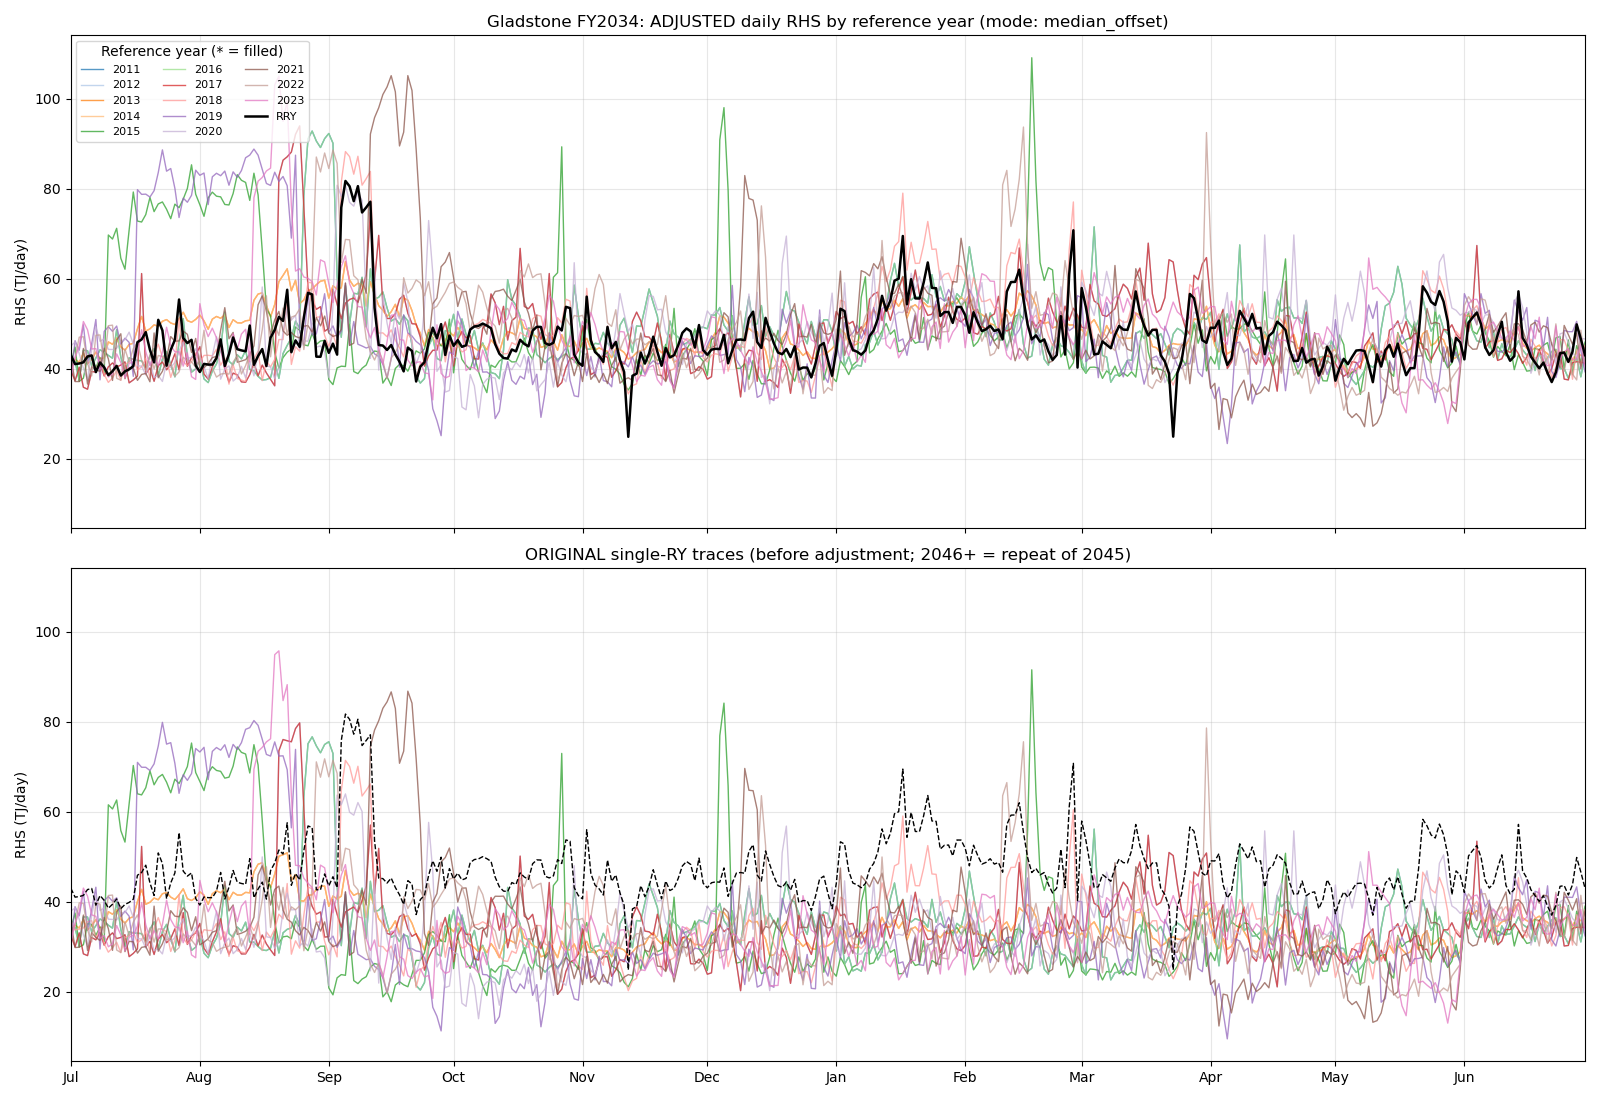 Gladstone FY2034: ADJUSTED daily RHS by reference year (mode: median_offset)
Reference year (* = filled)
2011 2016 2021
2012 2017 2022
2013 2018 2023
2014 2019 RRY
2015 2020
RHS (TJ/day)
100
80
60
40
20
ORIGINAL single-RY traces (before adjustment; 2046+ = repeat of 2045)
RHS (TJ/day)
100
80
60
40
20
Jul Aug Sep Oct Nov Dec Jan Feb Mar Apr May Jun